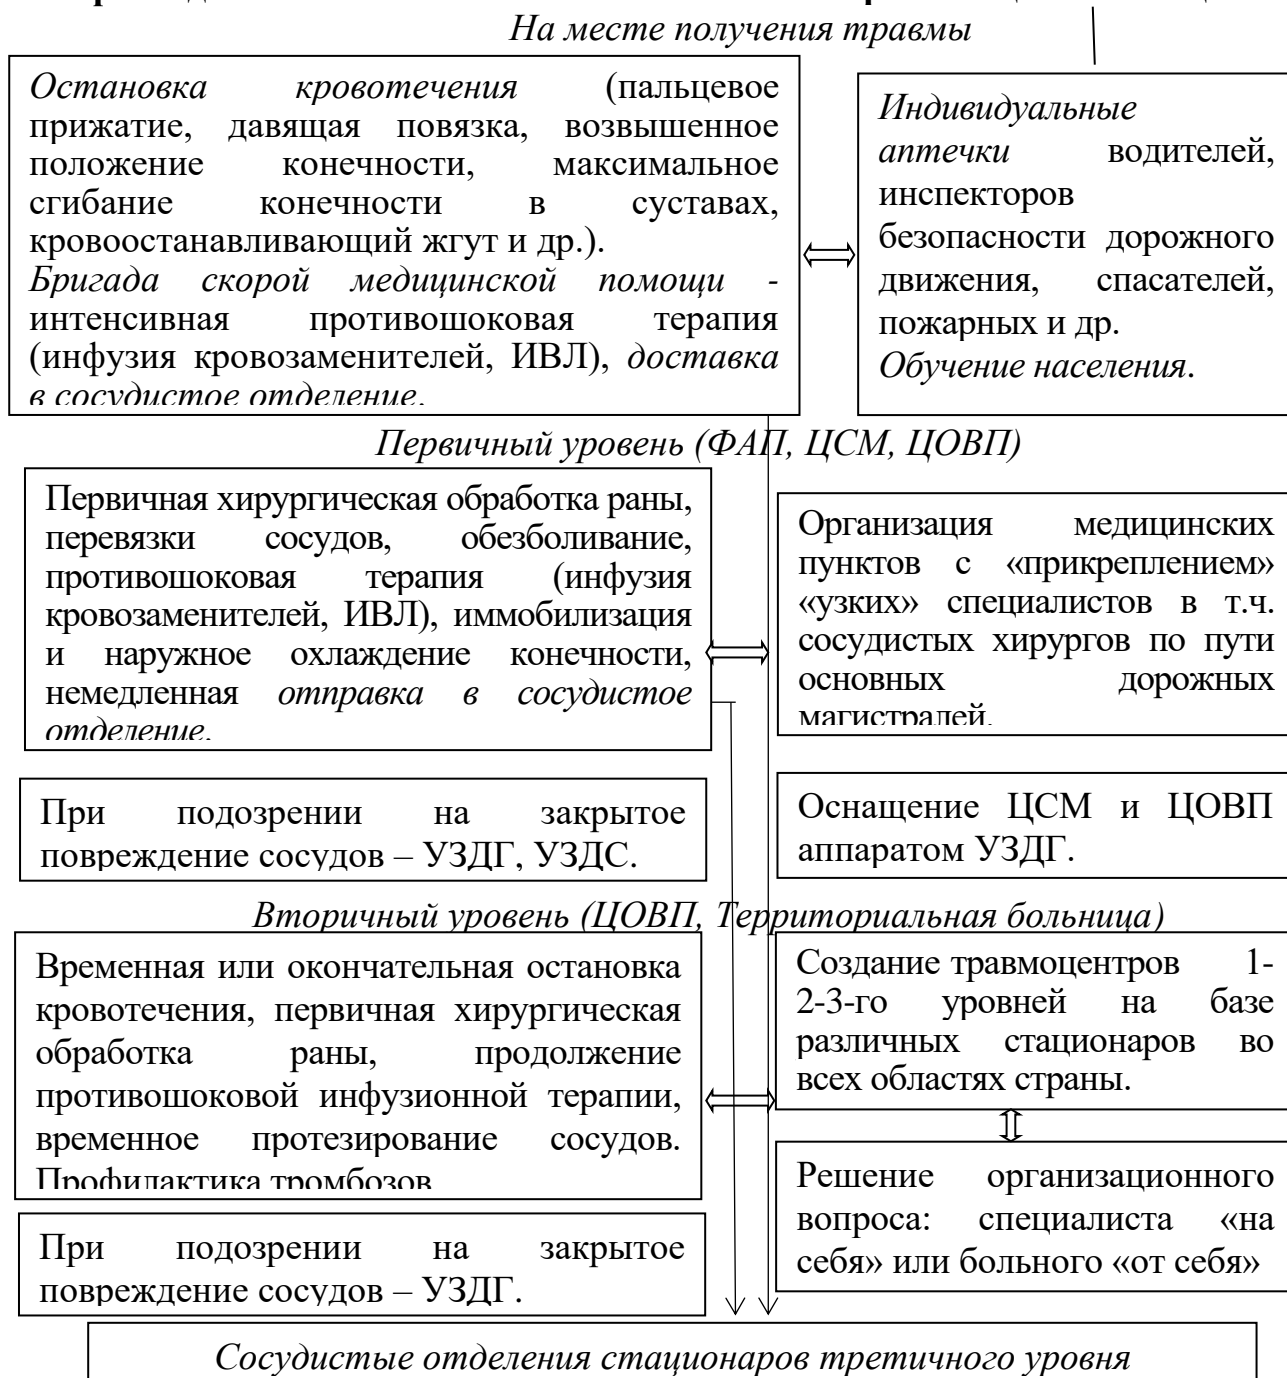 На месте получения травмы
Остановка кровотечения (пальцевое
прижатие, давящая повязка, возвышенное
положение конечности, максимальное
сгибание конечности в суставах,
кровоостанавливающий жгут и др.).
Бригада скорой медицинской помощи -
интенсивная противошоковая терапия
(инфузия кровозаменителей, ИВЛ), доставка
в сосудистое отделение.
Индивидуальные
аптечки водителей,
инспекторов
безопасности дорожного
движения, спасателей,
пожарных и др.
Обучение населения.
Первичный уровень (ФАП, ЦСМ, ЦОВП)
Первичная хирургическая обработка раны,
перевязки сосудов, обезболивание,
противошоковая терапия (инфузия
кровозаменителей, ИВЛ), иммобилизация
и наружное охлаждение конечности,
немедленная отправка в сосудистое
отделение.
Организация медицинских
пунктов с «прикреплением»
«узких» специалистов в т.ч.
сосудистых хирургов по пути
основных дорожных
магистралей.
При подозрении на закрытое
повреждение сосудов – УЗДГ, УЗДС.
Оснащение ЦСМ и ЦОВП
аппаратом УЗДГ.
Вторичный уровень (ЦОВП, Территориальная больница)
Временная или окончательная остановка
кровотечения, первичная хирургическая
обработка раны, продолжение
противошоковой инфузионной терапии,
временное протезирование сосудов.
Профилактика тромбозов
Создание травмоцентров 1-
2-3-го уровней на базе
различных стационаров во
всех областях страны.
Решение организационного
вопроса: специалиста «на
себя» или больного «от себя»
При подозрении на закрытое
повреждение сосудов – УЗДГ.
Сосудистые отделения стационаров третичного уровня